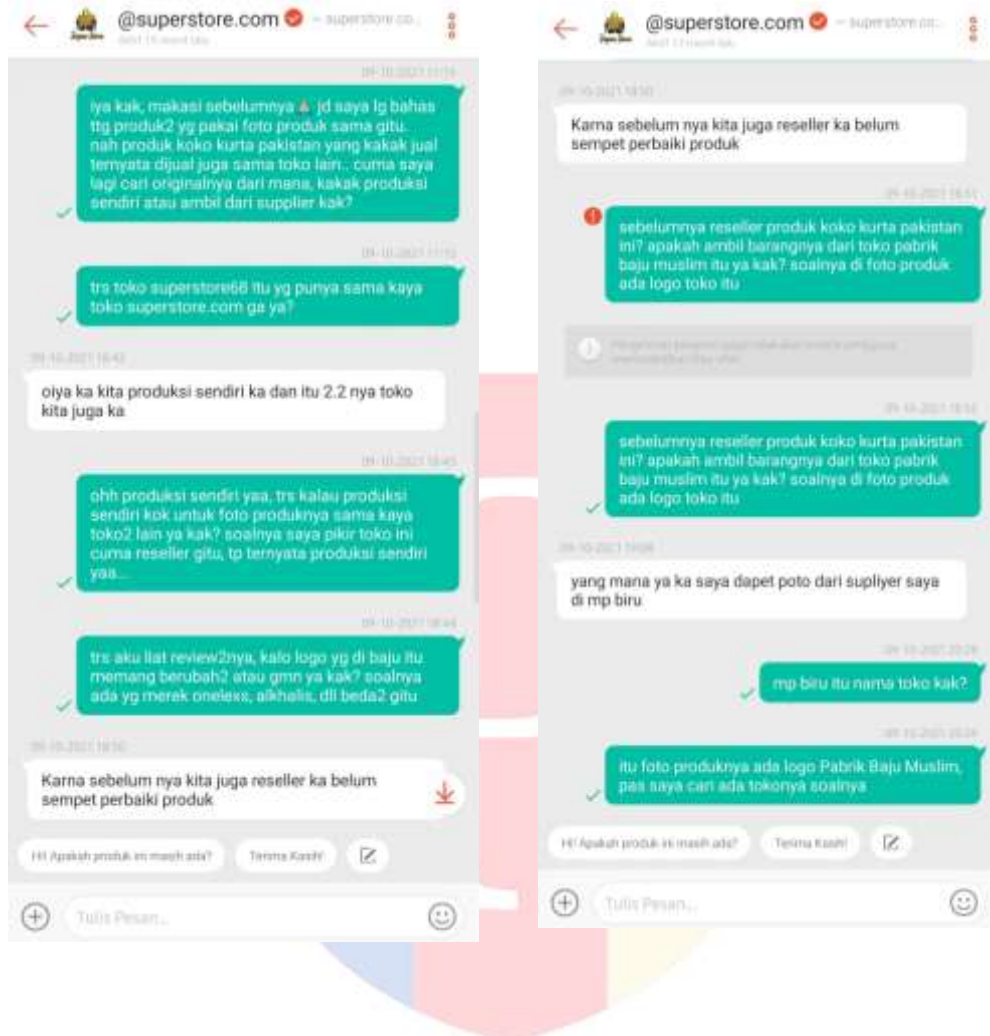 @superstore.com
09-10-2021 11:15
iya kak, makasi sebelumnya 🙏 jd saya lg bahas
ttg produk2 yg pakai foto produk sama gitu.
nah produk koko kurta pakistan yang kakak jual
ternyata dijual juga sama toko lain.. cuma saya
lagi cari originalnya dari mana, kakak produksi
sendiri atau ambil dari supplier kak?
trs toko superstore68 itu yg punya sama kaya
toko superstore.com ga ya?
oiya ka kita produksi sendiri ka dan itu 2.2 nya toko
kita juga ka
ohh produksi sendiri yaa, trs kalau produksi
sendiri kok untuk foto produknya sama kaya
toko2 lain ya kak? soalnya saya pikir toko ini
cuma reseller gitu, tp ternyata produksi sendiri
yaa...
trs aku liat review2nya, kalo logo yg di baju itu
memang berubah2 atau gmn ya kak? soalnya
ada yg merek onelexs, alkhalis, dll beda2 gitu
Karna sebelum nya kita juga reseller ka belum
sempet perbaiki produk
Hi! Apakah produk ini masih ada?
Terima Kasih!
Tulis Pesan...
@superstore.com
Karna sebelum nya kita juga reseller ka belum
sempet perbaiki produk
sebelumnya reseller produk koko kurta pakistan
ini? apakah ambil barangnya dari toko pabrik
baju muslim itu ya kak? soalnya di foto produk
ada logo toko itu
sebelumnya reseller produk koko kurta pakistan
ini? apakah ambil barangnya dari toko pabrik
baju muslim itu ya kak? soalnya di foto produk
ada logo toko itu
yang mana ya ka saya dapet poto dari supliyer saya
di mp biru
mp biru itu nama toko kak?
itu foto produknya ada logo Pabrik Baju Muslim,
pas saya cari ada tokonya soalnya
Hi! Apakah produk ini masih ada?
Terima Kasih!
Tulis Pesan...